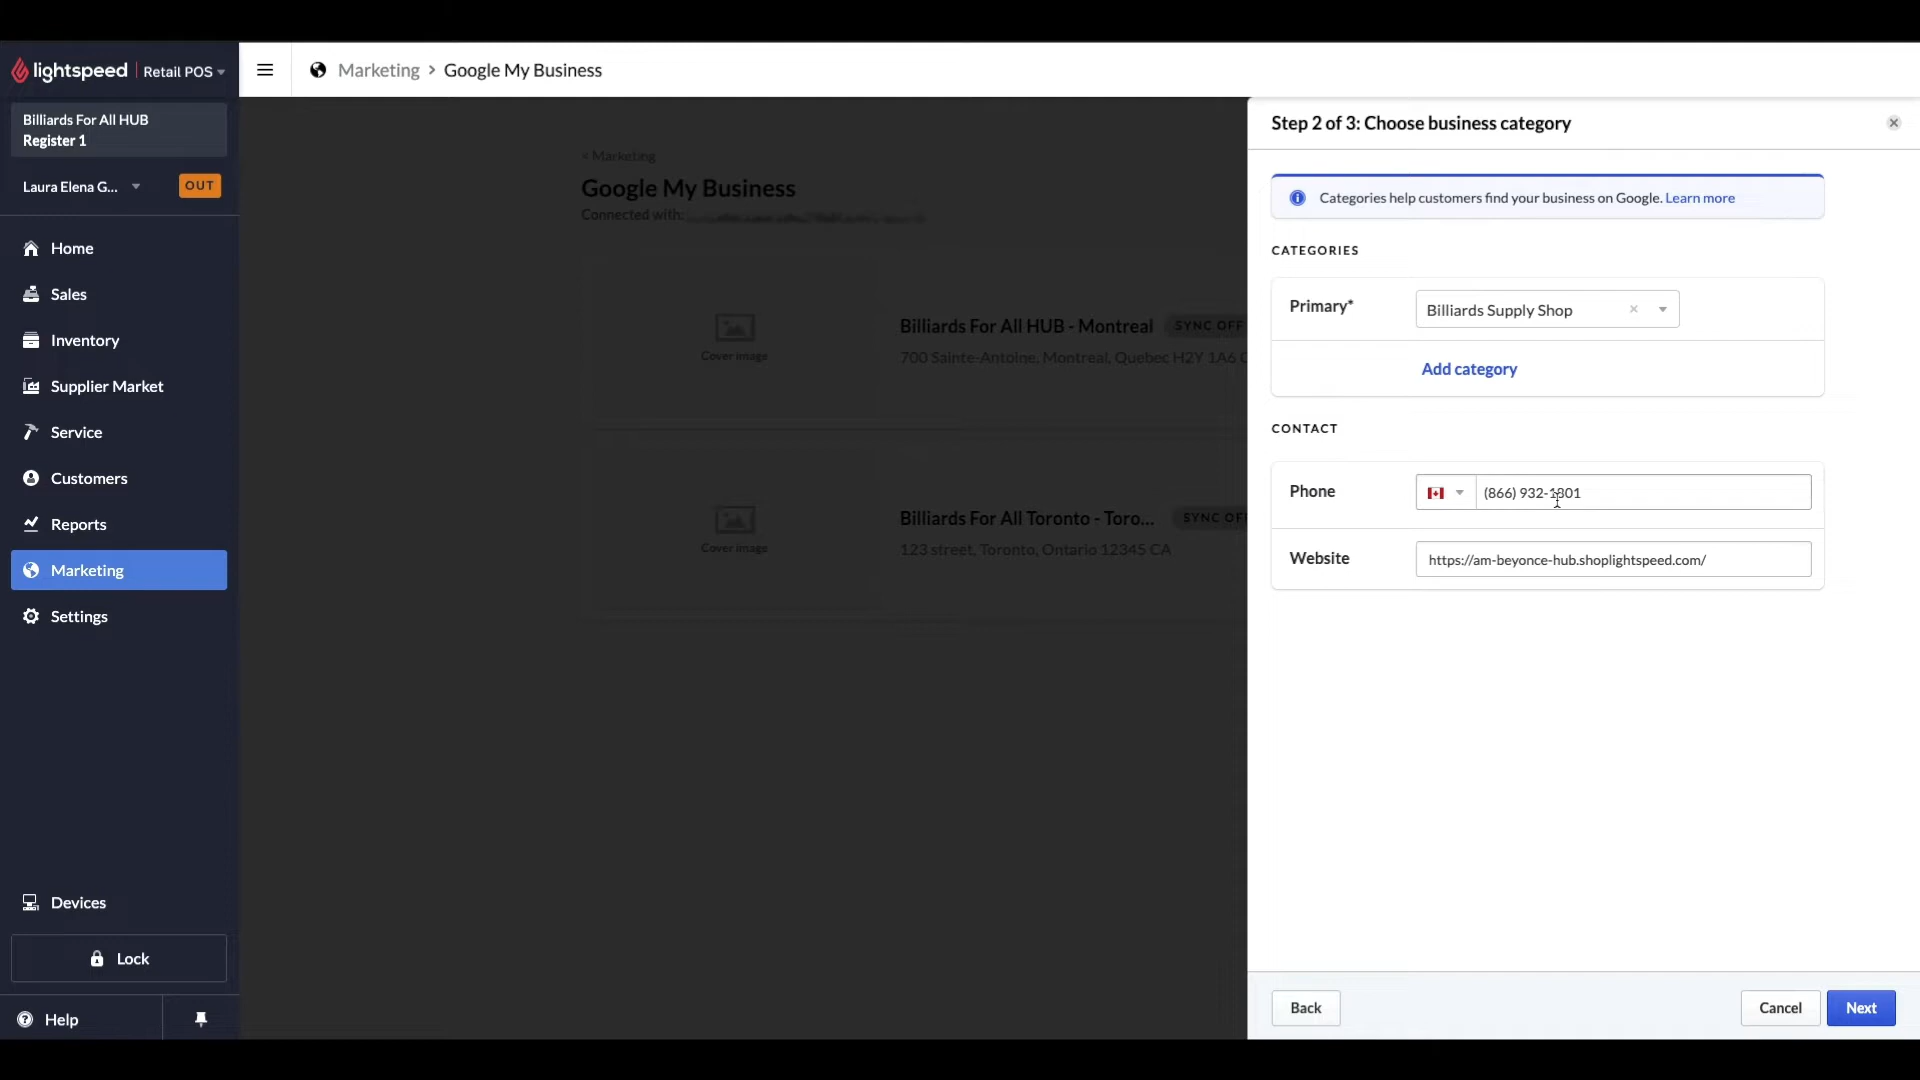 lightspeed Retail POS
Marketing > Google My Business
Billiards For All HUB
Register 1
Laura Elena G...
OUT
Home
Sales
Inventory
Supplier Market
Service
Customers
Reports
Marketing
Settings
Devices
Lock
Help
< Marketing
Google My Business
Connected with:
Cover image
Billiards For All HUB - Montreal
SYNC OFF
700 Sainte-Antoine, Montreal, Quebec H2Y 1A6 C
Cover image
Billiards For All Toronto - Toro...
SYNC OFF
123 street, Toronto, Ontario 12345 CA
Step 2 of 3: Choose business category
Categories help customers find your business on Google. Learn more
CATEGORIES
Primary*
Billiards Supply Shop
Add category
CONTACT
Phone
(866) 932-1801
Website
https://am-beyonce-hub.shoplightspeed.com/
Back
Cancel
Next